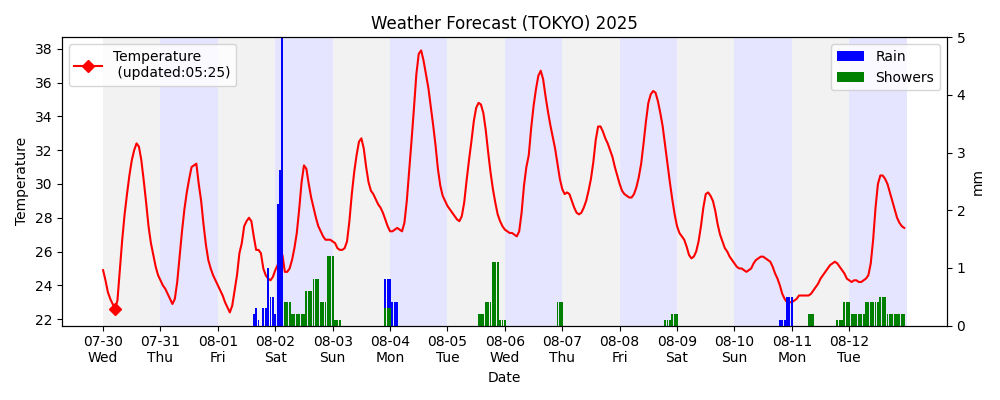 Weather Forecast (TOKYO) 2025
Temperature
(updated:05:25)
Rain
Showers
Temperature
38
36
34
32
30
28
26
24
22
5
4
3
2
1
0
mm
07-30 07-31 08-01 08-02 08-03 08-04 08-05 08-06 08-07 08-08 08-09 08-10 08-11 08-12
Wed Thu Fri Sat Sun Mon Tue Wed Thu Fri Sat Sun Mon Tue
Date